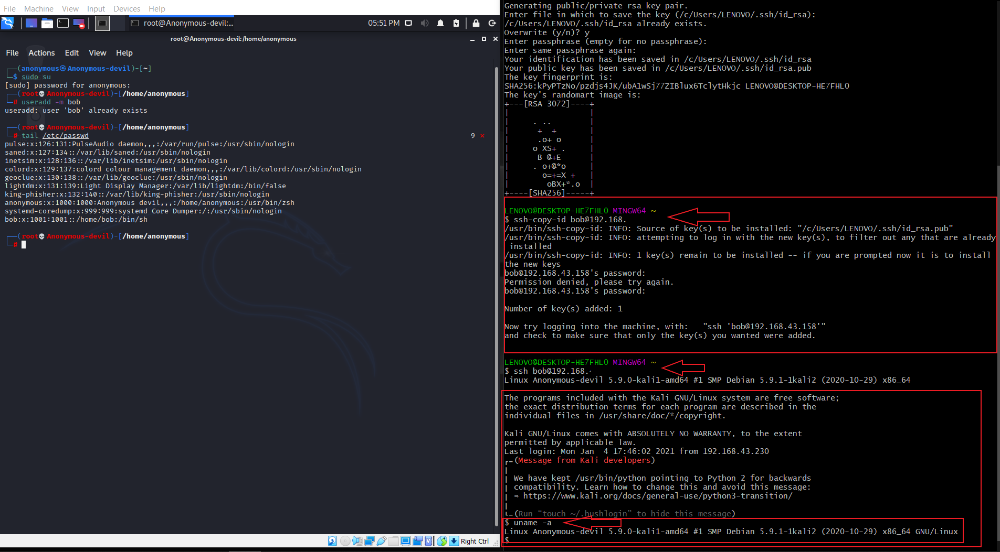 File Machine View Input Devices Help
root@Anonymous-devil:...
05:51 PM
root@Anonymous-devil: /home/anonymous
File Actions Edit View Help
┌──(anonymous㉿Anonymous-devil)-[~]
└─$ sudo su
[sudo] password for anonymous:
┌──(root💀Anonymous-devil)-[/home/anonymous]
└─# useradd -m bob
useradd: user 'bob' already exists
┌──(root💀Anonymous-devil)-[/home/anonymous]
└─# tail /etc/passwd 9 ⨯
pulse:x:126:131:PulseAudio daemon,,,:/var/run/pulse:/usr/sbin/nologin
saned:x:127:134::/var/lib/saned:/usr/sbin/nologin
inetsim:x:128:136::/var/lib/inetsim:/usr/sbin/nologin
colord:x:129:137:colord colour management daemon,,,:/var/lib/colord:/usr/sbin/nologin
geoclue:x:130:138::/var/lib/geoclue:/usr/sbin/nologin
lightdm:x:131:139:Light Display Manager:/var/lib/lightdm:/bin/false
king-phisher:x:132:140::/var/lib/king-phisher:/usr/sbin/nologin
anonymous:x:1000:1000:Anonymous devil,,,:/home/anonymous:/usr/bin/zsh
systemd-coredump:x:999:999:systemd Core Dumper:/:/usr/sbin/nologin
bob:x:1001:1001::/home/bob:/bin/sh
┌──(root💀Anonymous-devil)-[/home/anonymous]
└─#
Right Ctrl
Generating public/private rsa key pair.
Enter file in which to save the key (/c/Users/LENOVO/.ssh/id_rsa):
/c/Users/LENOVO/.ssh/id_rsa already exists.
Overwrite (y/n)? y
Enter passphrase (empty for no passphrase):
Enter same passphrase again:
Your identification has been saved in /c/Users/LENOVO/.ssh/id_rsa
Your public key has been saved in /c/Users/LENOVO/.ssh/id_rsa.pub
The key fingerprint is:
SHA256:kPyPTzNo/pzdjs4JK/ubA1wSj77ZIBlux6TclytHkjc LENOVO@DESKTOP-HE7FHLO
The key's randomart image is:
+---[RSA 3072]----+
|                 |
|     . ..        |
|      +  +       |
|      .o+ o      |
|     o XS+ .     |
|      B @+E      |
|     . o+@*o     |
|       o=+=X +   |
|        oBX+*.o  |
+----[SHA256]-----+
LENOVO@DESKTOP-HE7FHLO MINGW64 ~
$ ssh-copy-id bob@192.168.
/usr/bin/ssh-copy-id: INFO: Source of key(s) to be installed: "/c/Users/LENOVO/.ssh/id_rsa.pub"
/usr/bin/ssh-copy-id: INFO: attempting to log in with the new key(s), to filter out any that are already
installed
/usr/bin/ssh-copy-id: INFO: 1 key(s) remain to be installed -- if you are prompted now it is to install
the new keys
bob@192.168.43.158's password:
Permission denied, please try again.
bob@192.168.43.158's password:
Number of key(s) added: 1
Now try logging into the machine, with:   "ssh 'bob@192.168.43.158'"
and check to make sure that only the key(s) you wanted were added.
LENOVO@DESKTOP-HE7FHLO MINGW64 ~
$ ssh bob@192.168.
Linux Anonymous-devil 5.9.0-kali1-amd64 #1 SMP Debian 5.9.1-1kali2 (2020-10-29) x86_64
The programs included with the Kali GNU/Linux system are free software;
the exact distribution terms for each program are described in the
individual files in /usr/share/doc/*/copyright.
Kali GNU/Linux comes with ABSOLUTELY NO WARRANTY, to the extent
permitted by applicable law.
Last login: Mon Jan  4 17:46:02 2021 from 192.168.43.230
┌─(Message from Kali developers)
│
│ We have kept /usr/bin/python pointing to Python 2 for backwards
│ compatibility. Learn how to change this and avoid this message:
│ ⇒ https://www.kali.org/docs/general-use/python3-transition/
│
└─(Run “touch ~/.hushlogin” to hide this message)
$ uname -a
Linux Anonymous-devil 5.9.0-kali1-amd64 #1 SMP Debian 5.9.1-1kali2 (2020-10-29) x86_64 GNU/Linux
$